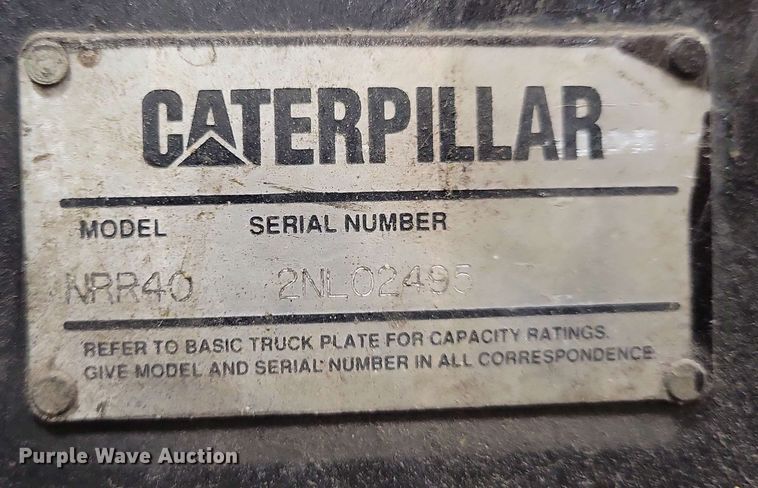 CATERPILLAR
MODEL SERIAL NUMBER
NRR40 2NL02495
REFER TO BASIC TRUCK PLATE FOR CAPACITY RATINGS.
GIVE MODEL AND SERIAL NUMBER IN ALL CORRESPONDENCE
Purple Wave Auction